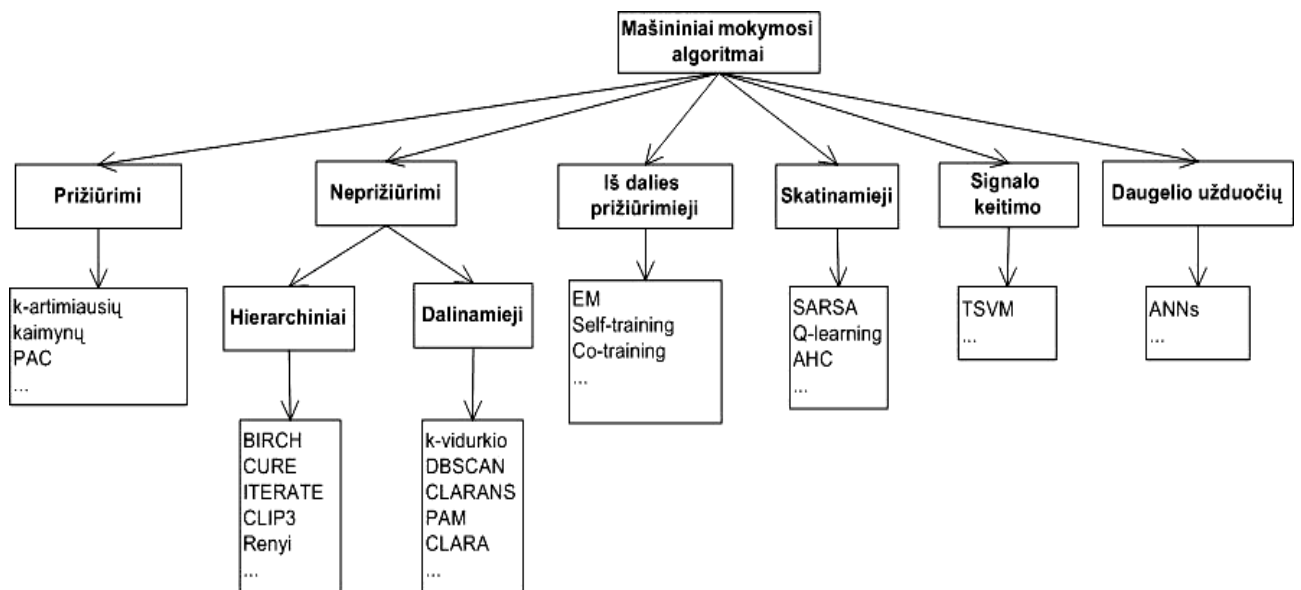 Mašininiai mokymosi
algoritmai
Prižiūrimi
Neprižiūrimi
Iš dalies
prižiūrimieji
Skatinamieji
Signalo
keitimo
Daugelio užduočių
k-artimiausių
kaimynų
PAC
...
Hierarchiniai
Dalinamieji
EM
Self-training
Co-training
...
SARSA
Q-learning
AHC
...
TSVM
...
ANNs
...
BIRCH
CURE
ITERATE
CLIP3
Renyi
...
k-vidurkio
DBSCAN
CLARANS
PAM
CLARA
...